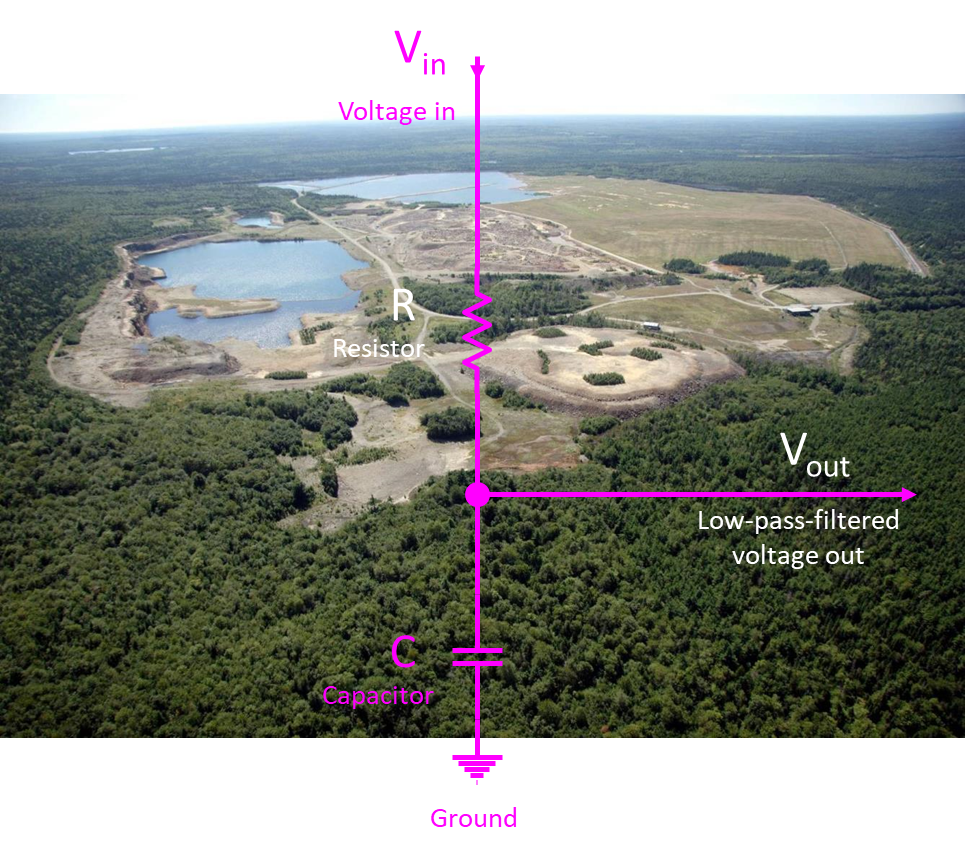 Vin
Voltage in
R
Resistor
Vout
Low-pass-filtered
voltage out
C
Capacitor
Ground